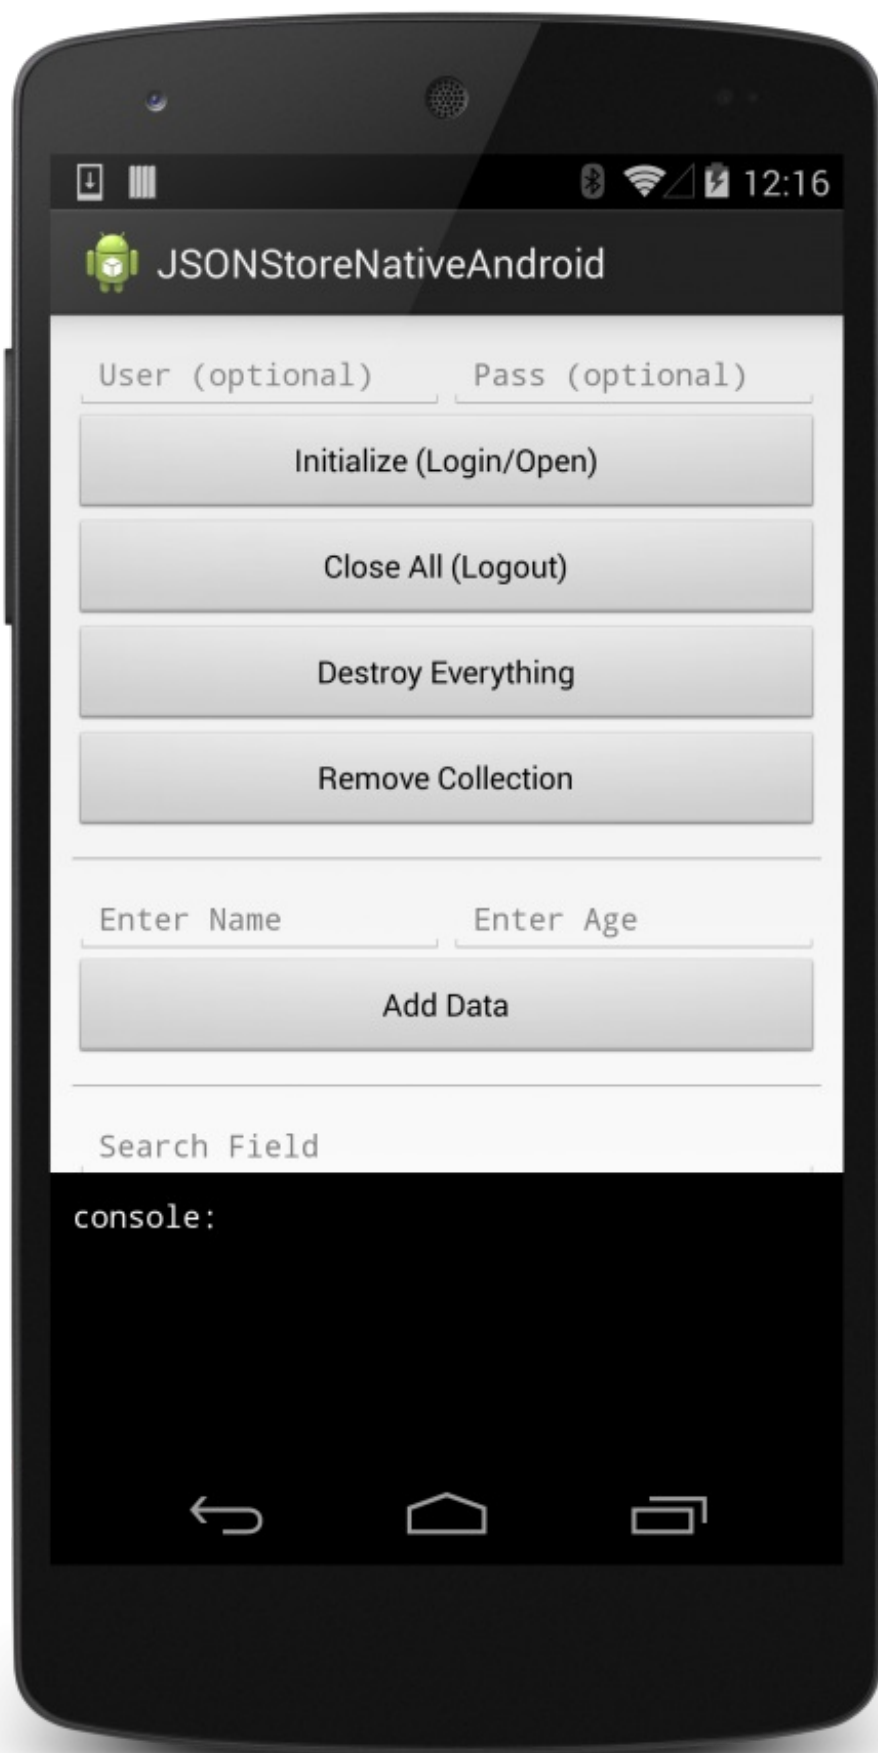 12:16
JSONStoreNativeAndroid
User (optional) Pass (optional)
Initialize (Login/Open)
Close All (Logout)
Destroy Everything
Remove Collection
Enter Name Enter Age
Add Data
Search Field
console: